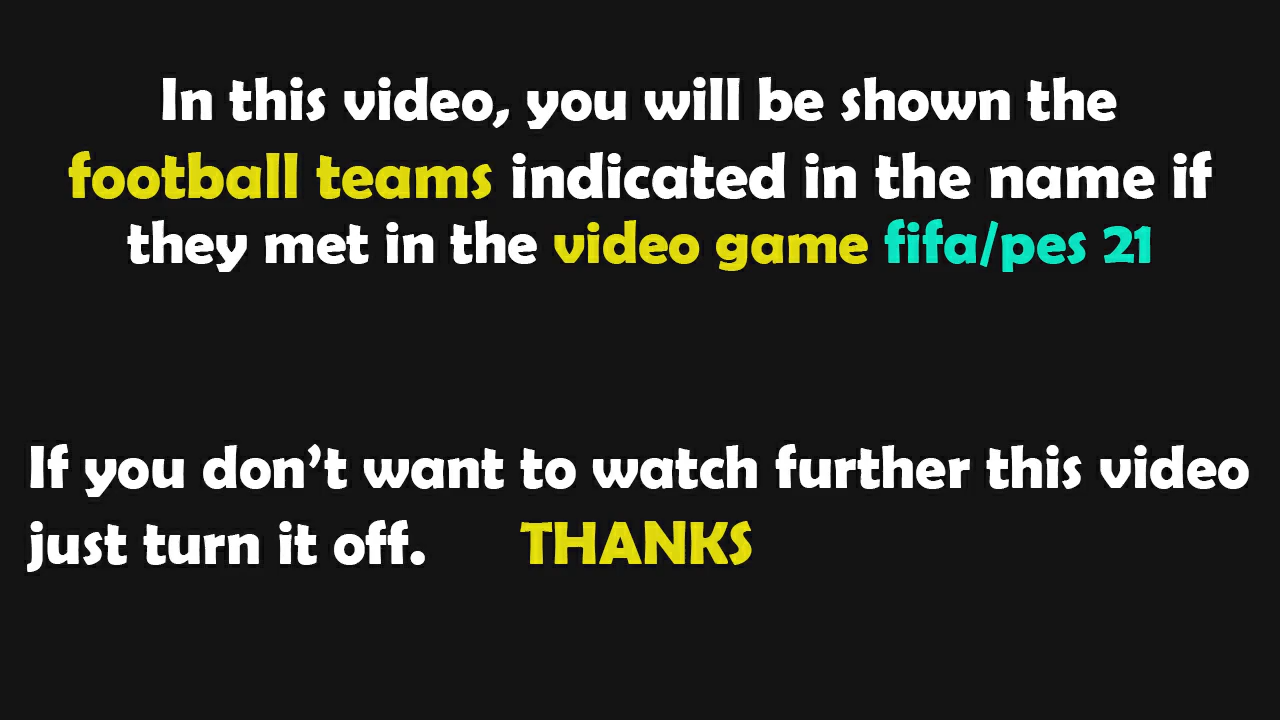 In this video, you will be shown the
football teams indicated in the name if
they met in the video game fifa/pes 21
If you don’t want to watch further this video
just turn it off. THANKS